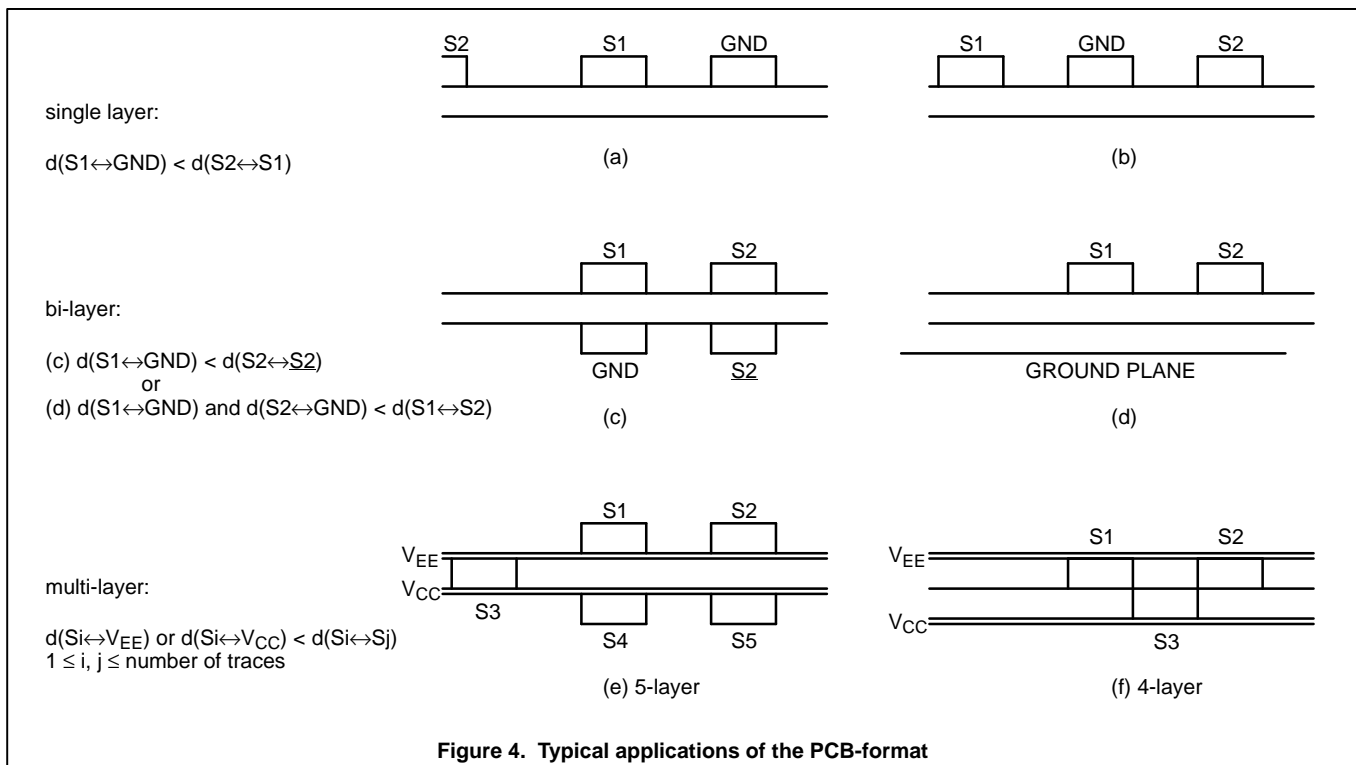 S2 S1 GND S1 GND S2
single layer:
d(S1↔GND) < d(S2↔S1)
(a) (b)
S1 S2 S1 S2
bi-layer:
(c) d(S1↔GND) < d(S2↔S2)
or
(d) d(S1↔GND) and d(S2↔GND) < d(S1↔S2)
GND S2 GROUND PLANE
(c) (d)
S1 S2 S1 S2
VEE VEE
multi-layer:
VCC S3 VCC
d(Si↔VEE) or d(Si↔VCC) < d(Si↔Sj)
1 ≤ i, j ≤ number of traces
S4 S5 S3
(e) 5-layer (f) 4-layer
Figure 4. Typical applications of the PCB-format